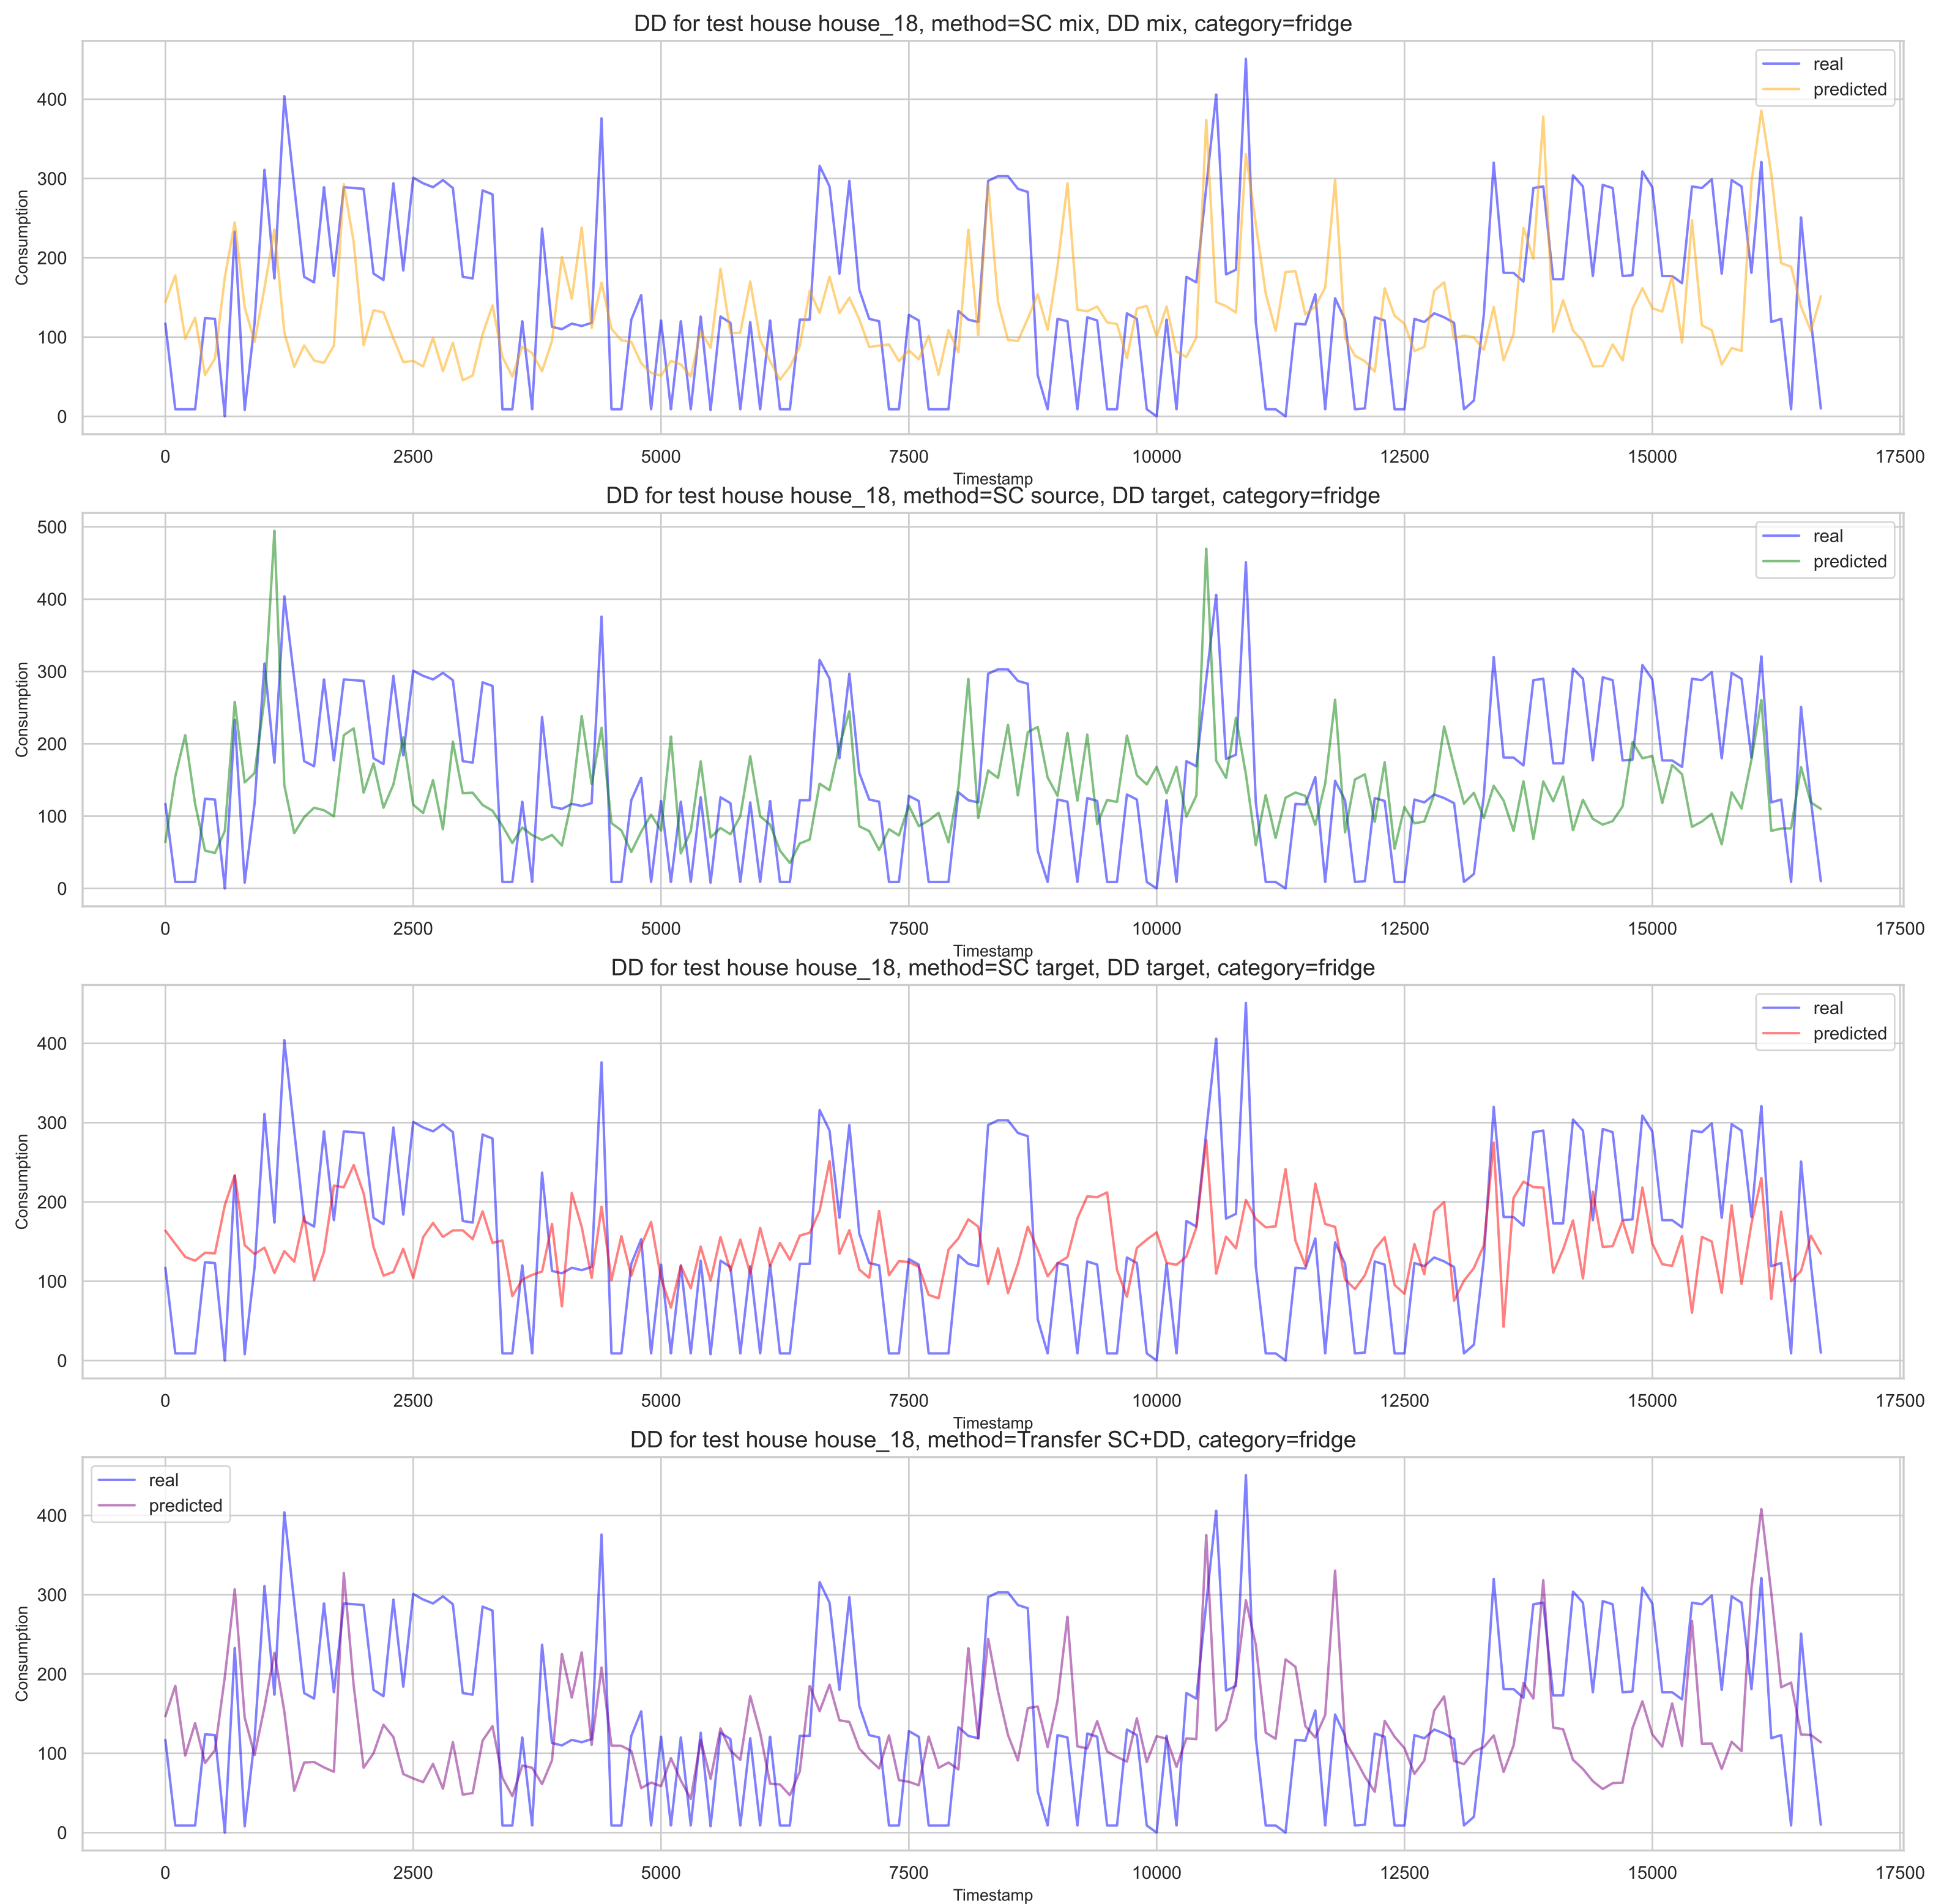 DD for test house house_18, method=SC mix, DD mix, category=fridge
real
predicted
Consumption
400
300
200
100
0
0 2500 5000 7500 10000 12500 15000 17500
Timestamp
DD for test house house_18, method=SC source, DD target, category=fridge
real
predicted
Consumption
500
400
300
200
100
0
0 2500 5000 7500 10000 12500 15000 17500
Timestamp
DD for test house house_18, method=SC target, DD target, category=fridge
real
predicted
Consumption
400
300
200
100
0
0 2500 5000 7500 10000 12500 15000 17500
Timestamp
DD for test house house_18, method=Transfer SC+DD, category=fridge
real
predicted
Consumption
400
300
200
100
0
0 2500 5000 7500 10000 12500 15000 17500
Timestamp